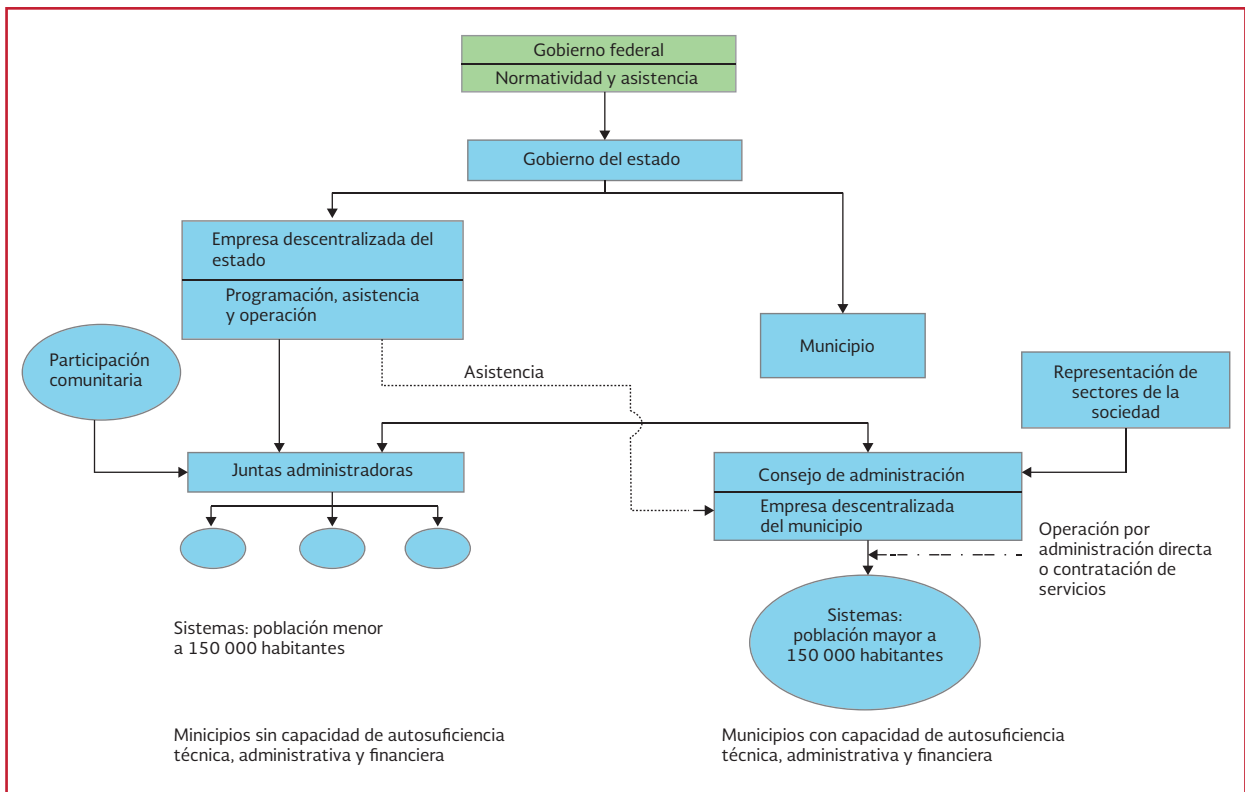 Gobierno federal
Normatividad y asistencia
Gobierno del estado
Empresa descentralizada del
estado
Programación, asistencia
y operación
Municipio
Participación
comunitaria
Asistencia
Representación de
sectores de la
sociedad
Juntas administradoras
Consejo de administración
Empresa descentralizada
del municipio
Operación por
administración directa
o contratación de
servicios
Sistemas: población menor
a 150 000 habitantes
Sistemas:
población mayor a
150 000 habitantes
Minicipios sin capacidad de autosuficiencia
técnica, administrativa y financiera
Municipios con capacidad de autosuficiencia
técnica, administrativa y financiera